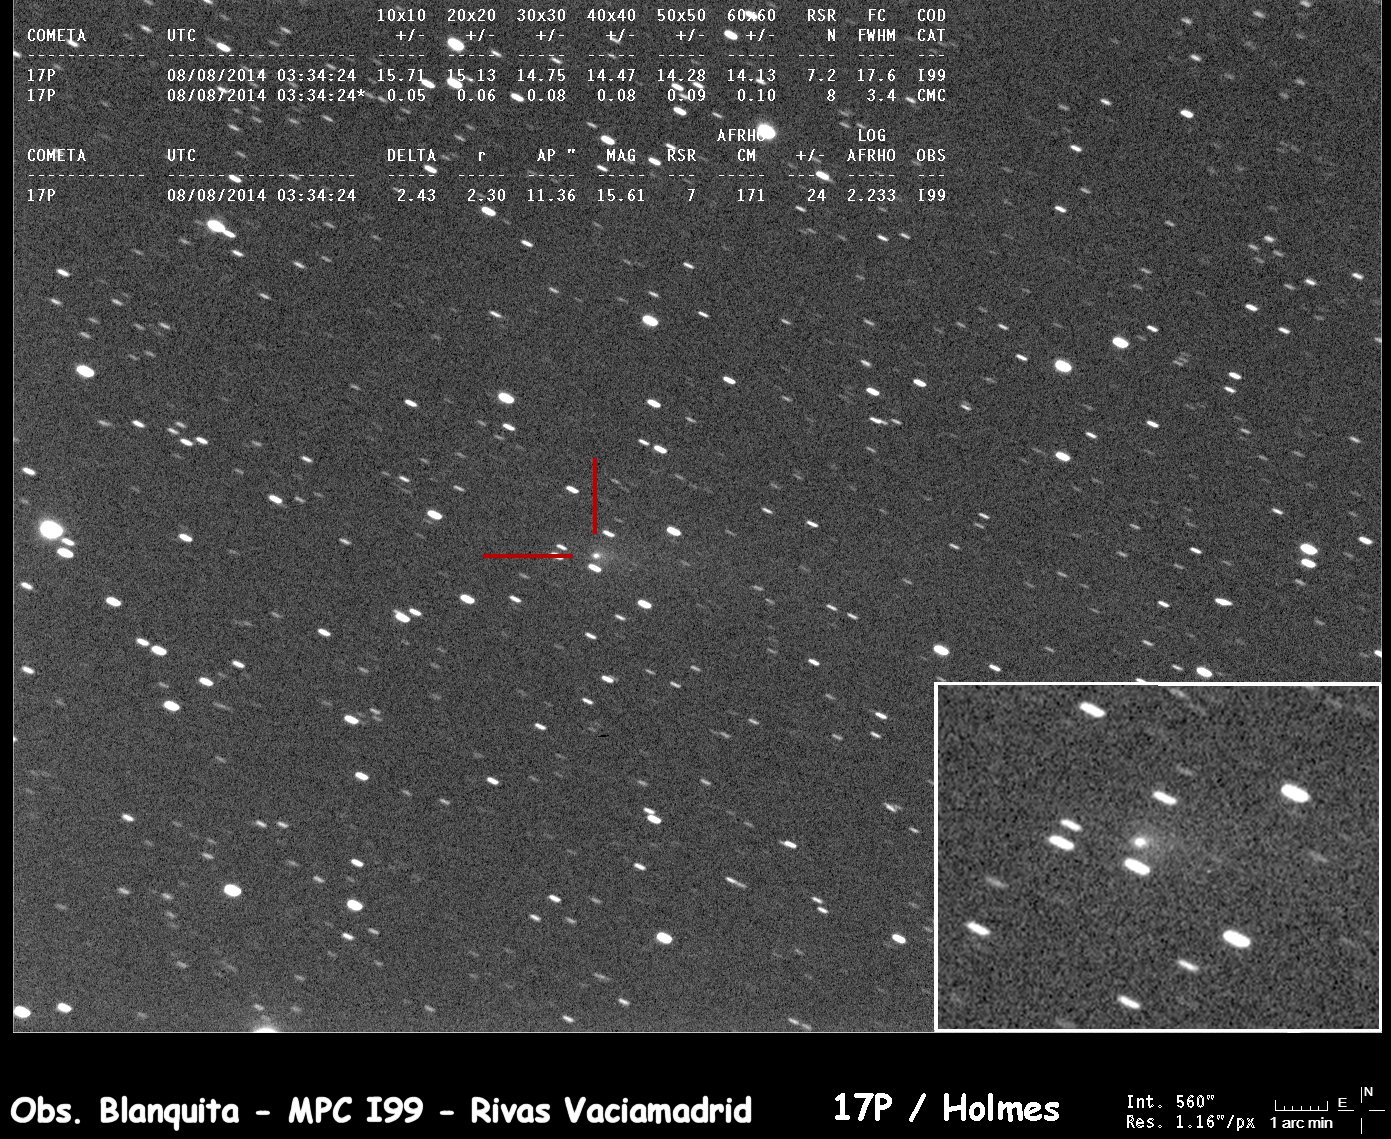 10x10 20x20 30x30 40x40 50x50 60x60 RSR FC COD
COMETA UTC +/- +/- +/- +/- +/- +/- N FWHM CAT
------------ ------------------- ----- ----- ----- ----- ----- ----- --- ---- ---
17P 08/08/2014 03:34:24 15.71 15.13 14.75 14.47 14.28 14.13 7.2 17.6 I99
17P 08/08/2014 03:34:24* 0.05 0.06 0.08 0.08 0.09 0.10 8 3.4 CMC
AFRHO LOG
COMETA UTC DELTA r AP " MAG RSR CM +/- AFRHO OBS
------------ ------------------- ----- ----- ----- ----- --- ----- ---- ----- ---
17P 08/08/2014 03:34:24 2.43 2.30 11.36 15.61 7 171 24 2.233 I99
Obs. Blanquita - MPC I99 - Rivas Vaciamadrid
17P / Holmes
Int. 560"
Res. 1.16"/px
1 arc min
E
N